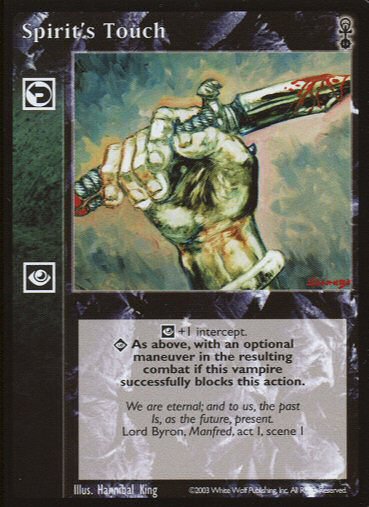 Spirit's Touch
+1 intercept.
As above, with an optional
maneuver in the resulting
combat if this vampire
successfully blocks this action.
We are eternal; and to us, the past
Is, as the future, present.
Lord Byron, Manfred, act 1, scene 1
Illus. Hannibal King
©2003 White Wolf Publishing, Inc. All Rights Reserved.